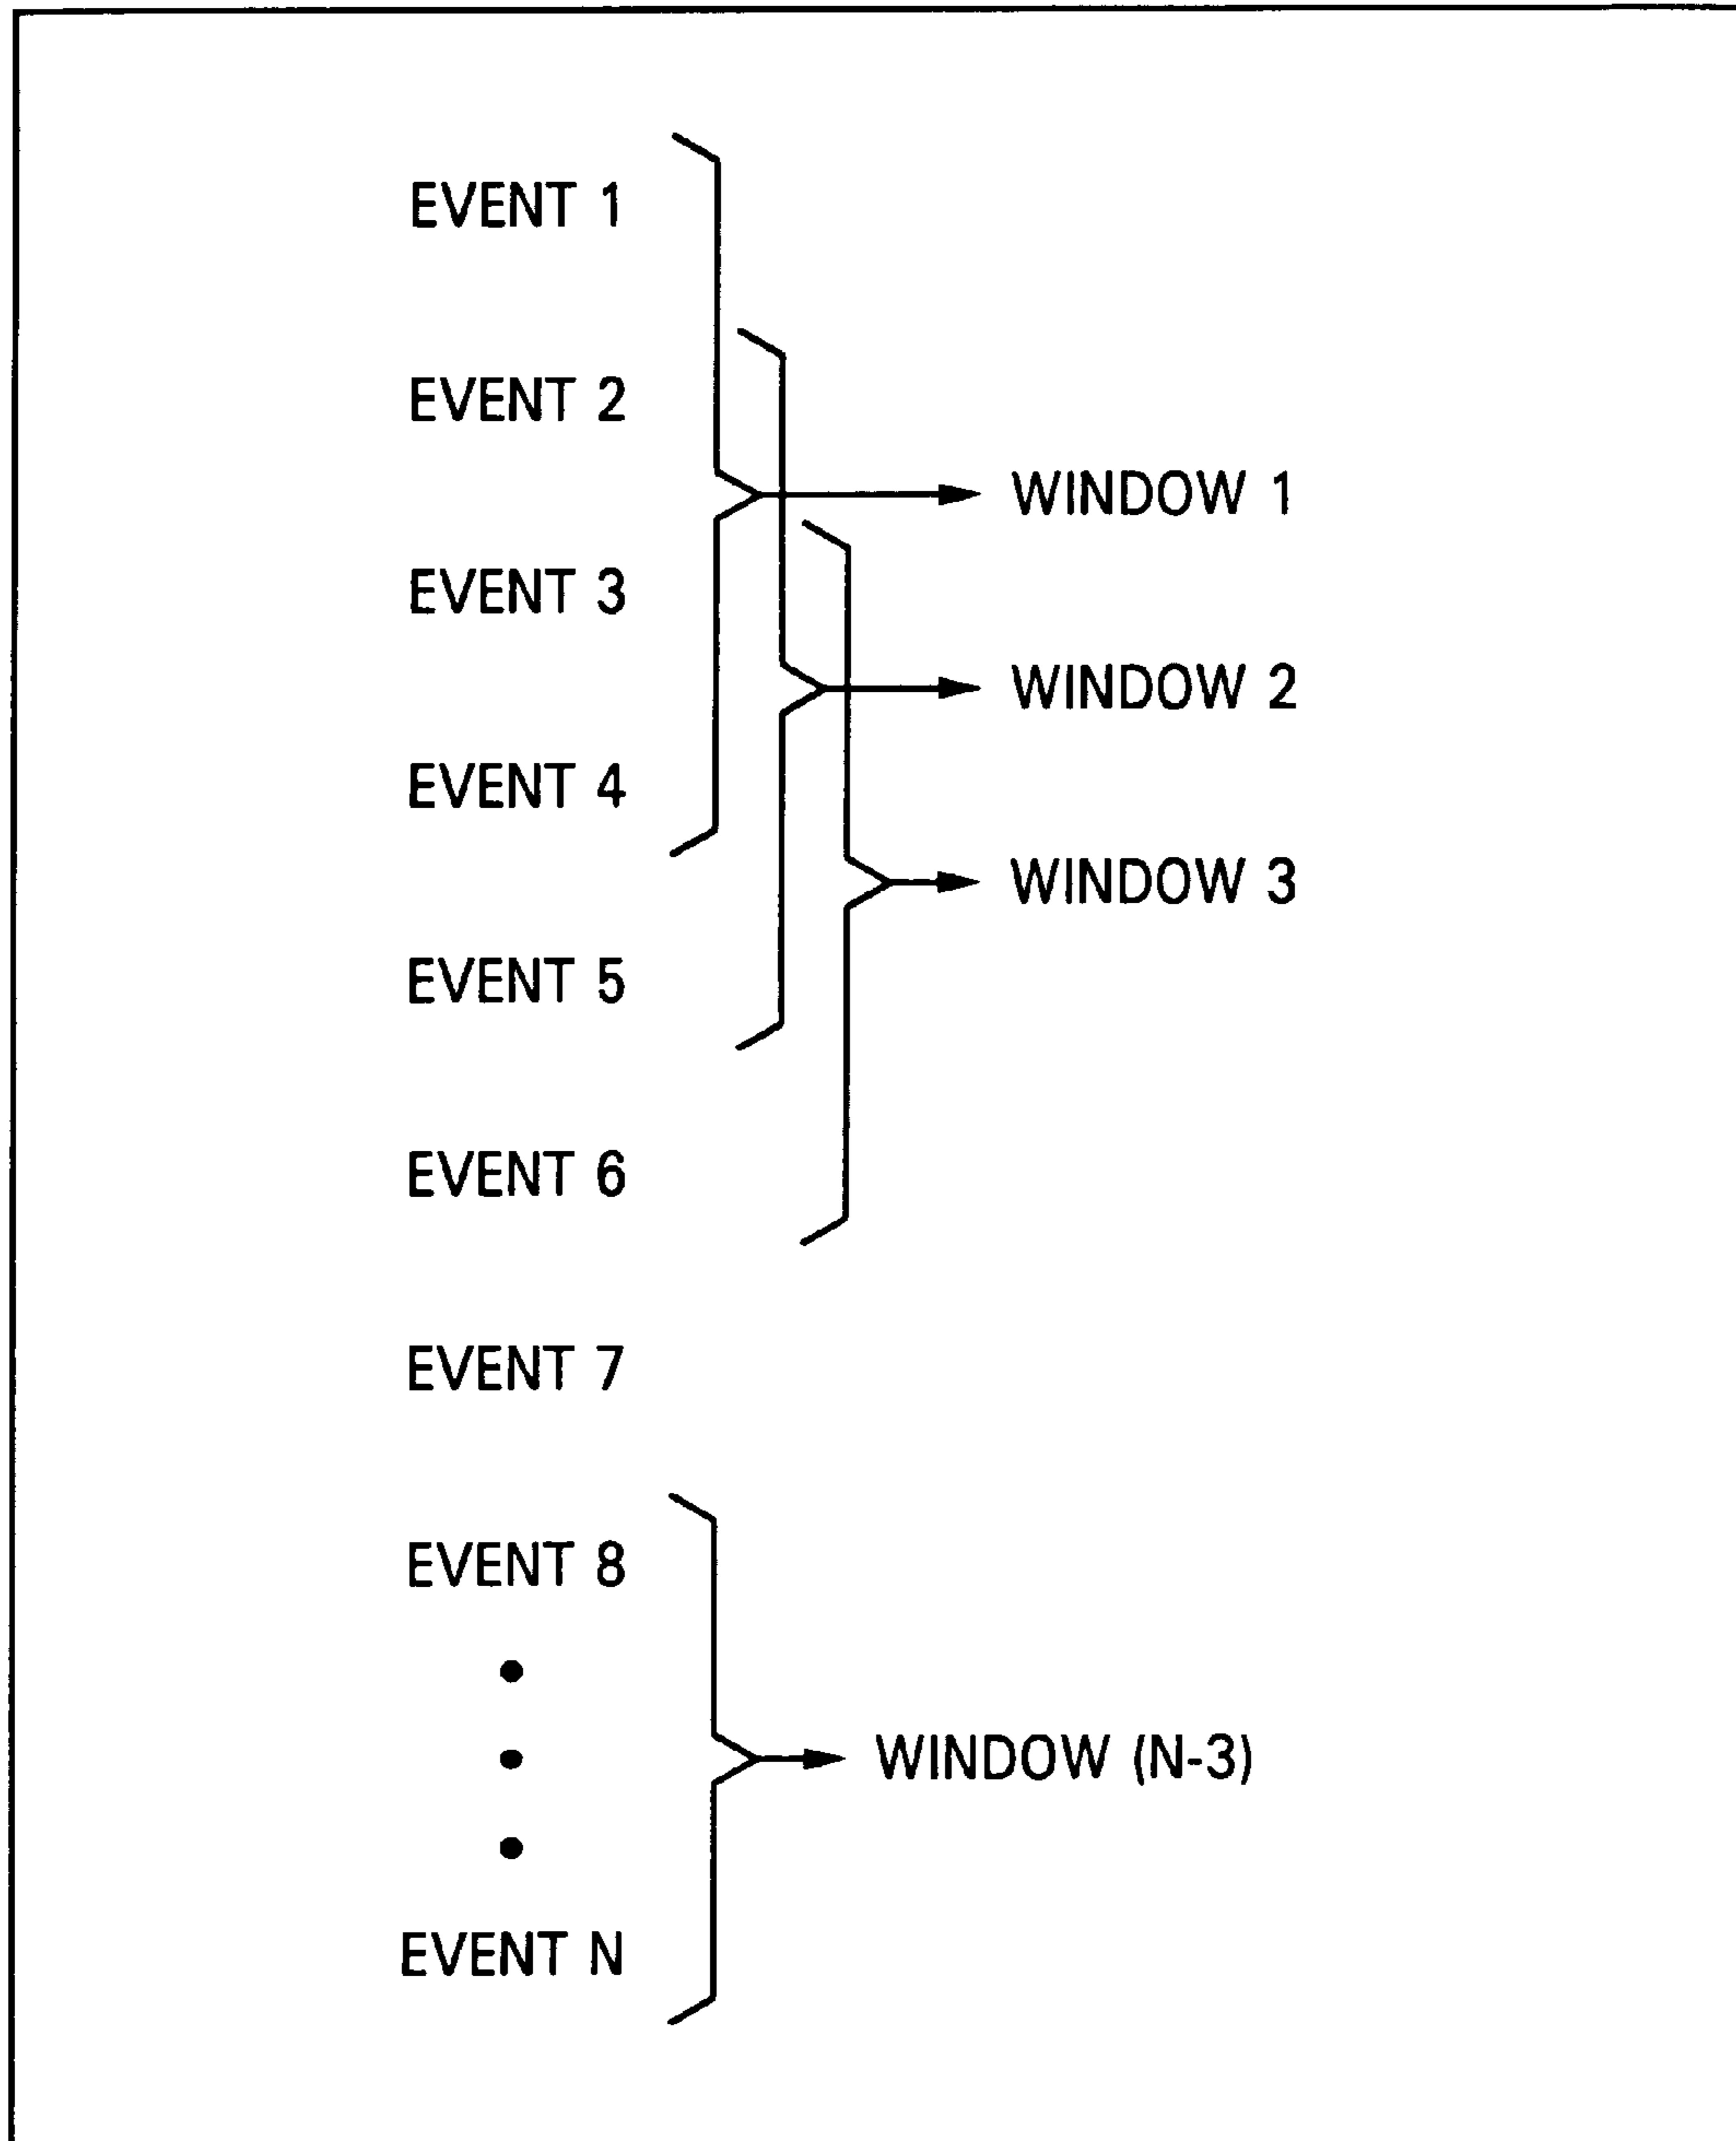 EVENT 1
EVENT 2
WINDOW 1
EVENT 3
WINDOW 2
EVENT 4
WINDOW 3
EVENT 5
EVENT 6
EVENT 7
EVENT 8
WINDOW (N-3)
EVENT N